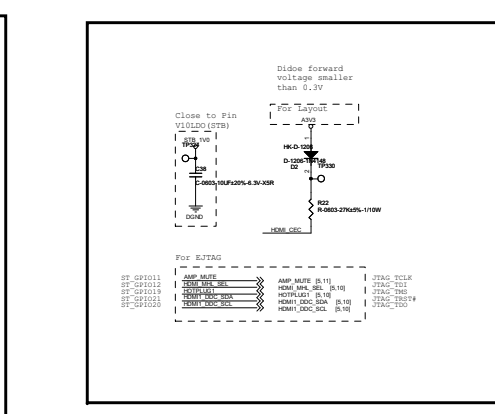 Didoe forward
voltage smaller
than 0.3V
For Layout
A3V3
Close to Pin
V10LDO(STB)
STB_1V0
TP324
C38
C-0603-10UF±20%-6.3V-X5R
DGND
1
HK-D-1206
D-1206-1N4148
D2
2
TP330
R22
R-0603-27K±5%-1/10W
HDMI_CEC
For EJTAG
ST_GPIO11 AMP_MUTE AMP_MUTE [5,11] JTAG_TCLK
ST_GPIO12 HDMI_MHL_SEL HDMI_MHL_SEL [5,10] JTAG_TDI
ST_GPIO19 HOTPLUG1 HOTPLUG1 [5,10] JTAG_TMS
ST_GPIO21 HDMI1_DDC_SDA HDMI1_DDC_SDA [5,10] JTAG_TRST#
ST_GPIO20 HDMI1_DDC_SCL HDMI1_DDC_SCL [5,10] JTAG_TDO